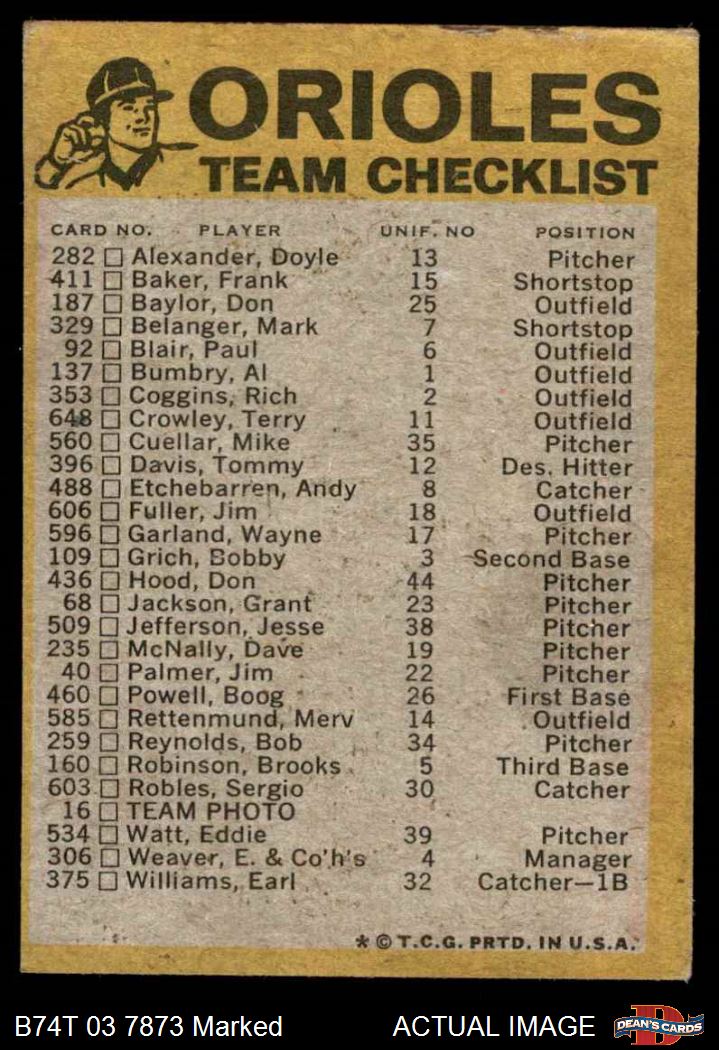 ORIOLES
TEAM CHECKLIST
CARD NO. PLAYER UNIF. NO POSITION
282 Alexander, Doyle 13 Pitcher
411 Baker, Frank 15 Shortstop
187 Baylor, Don 25 Outfield
329 Belanger, Mark 7 Shortstop
92 Blair, Paul 6 Outfield
137 Bumbry, Al 1 Outfield
353 Coggins, Rich 2 Outfield
648 Crowley, Terry 11 Outfield
560 Cuellar, Mike 35 Pitcher
396 Davis, Tommy 12 Des. Hitter
488 Etchebarren, Andy 8 Catcher
606 Fuller, Jim 18 Outfield
596 Garland, Wayne 17 Pitcher
109 Grich, Bobby 3 Second Base
436 Hood, Don 44 Pitcher
68 Jackson, Grant 23 Pitcher
509 Jefferson, Jesse 38 Pitcher
235 McNally, Dave 19 Pitcher
40 Palmer, Jim 22 Pitcher
460 Powell, Boog 26 First Base
585 Rettenmund, Merv 14 Outfield
259 Reynolds, Bob 34 Pitcher
160 Robinson, Brooks 5 Third Base
603 Robles, Sergio 30 Catcher
16 TEAM PHOTO
534 Watt, Eddie 39 Pitcher
306 Weaver, E. & Co'h's 4 Manager
375 Williams, Earl 32 Catcher—1B
* © T.C.G. PRTD. IN U.S.A.
B74T 03 7873 Marked ACTUAL IMAGE DEAN'S CARDS